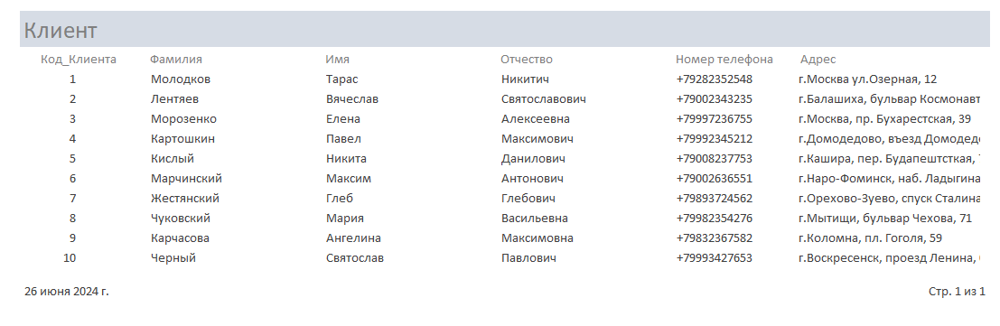 Клиент
Код_Клиента Фамилия Имя Отчество Номер телефона Адрес
1 Молодков Тарас Никитич +79282352548 г.Москва ул.Озерная, 12
2 Лентяев Вячеслав Святославович +79002343235 г.Балашиха, бульвар Космонавт
3 Морозенко Елена Алексеевна +79997236755 г.Москва, пр. Бухарестская, 39
4 Картошкин Павел Максимович +79992345212 г.Домодедово, въезд Домодед
5 Кислый Никита Данилович +79008237753 г.Кашира, пер. Будапештсткая,
6 Марчинский Максим Антонович +79002636551 г.Наро-Фоминск, наб. Ладыгина
7 Жестянский Глеб Глебович +79893724562 г.Орехово-Зуево, спуск Сталина
8 Чуковский Мария Васильевна +79982354276 г.Мытищи, бульвар Чехова, 71
9 Карчасова Ангелина Максимовна +79832367582 г.Коломна, пл. Гоголя, 59
10 Черный Святослав Павлович +79993427653 г.Воскресенск, проезд Ленина,
26 июня 2024 г. Стр. 1 из 1